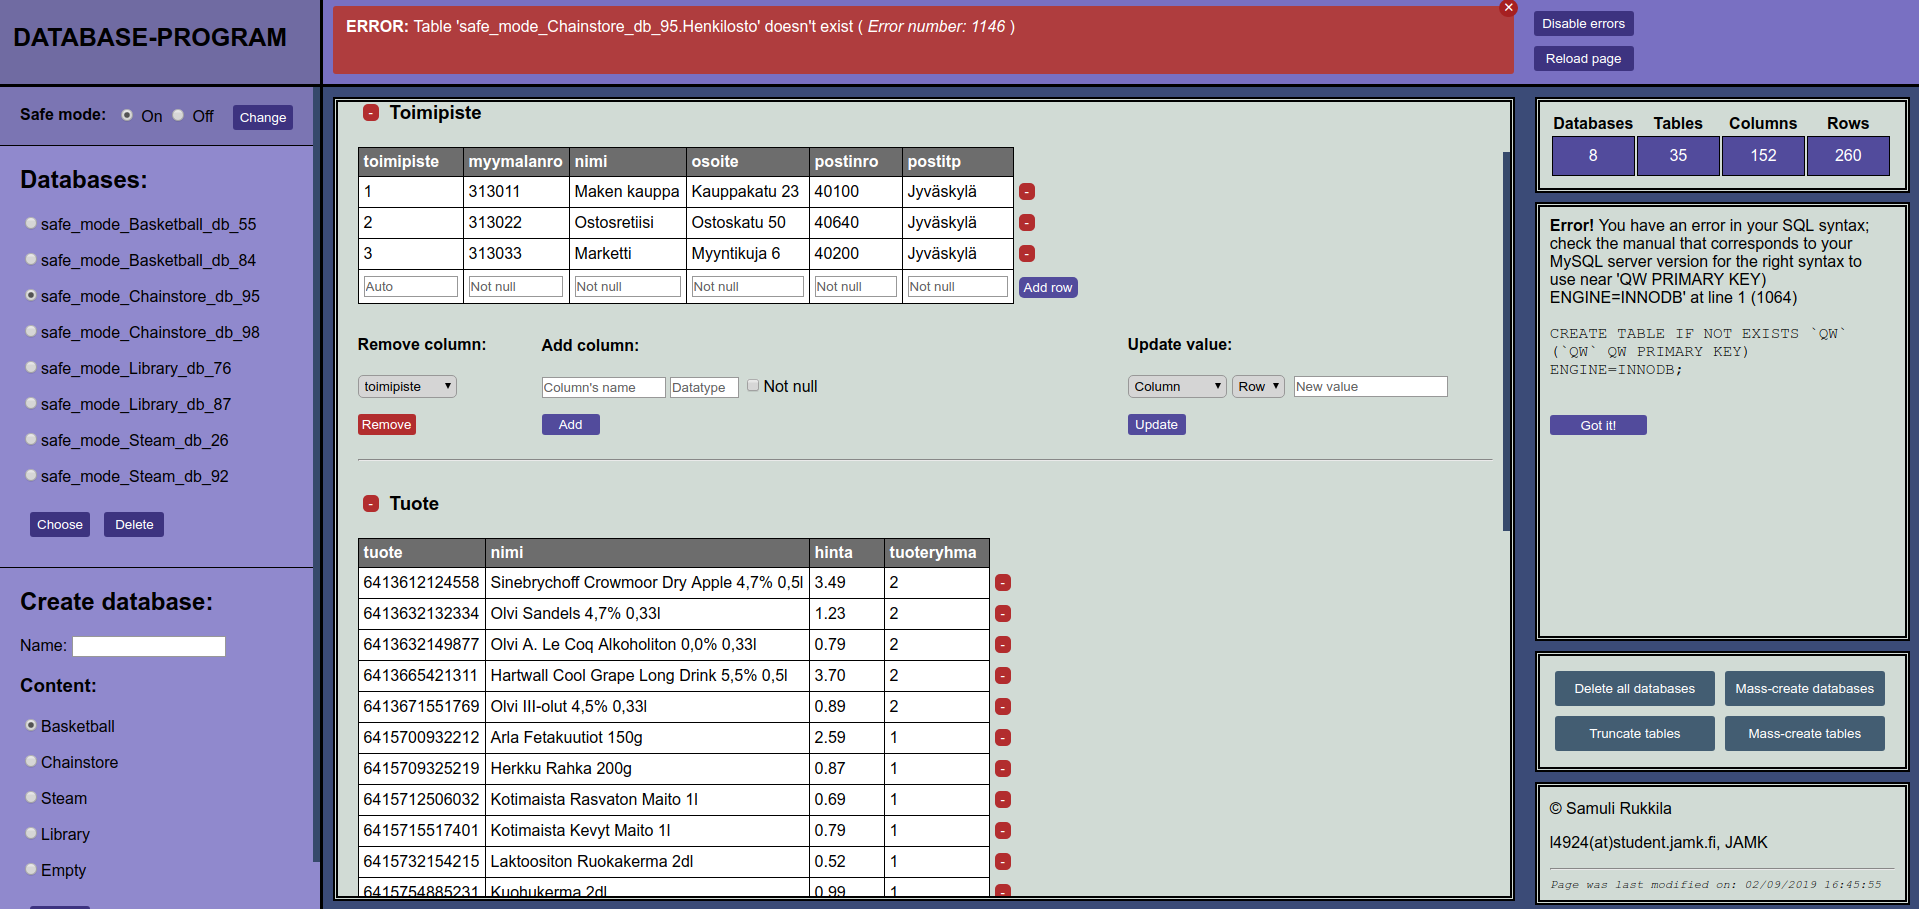 DATABASE-PROGRAM
ERROR: Table 'safe_mode_Chainstore_db_95.Henkilosto' doesn't exist ( Error number: 1146 )
✕
Disable errors
Reload page
Safe mode: On Off Change
Databases:
safe_mode_Basketball_db_55
safe_mode_Basketball_db_84
safe_mode_Chainstore_db_95
safe_mode_Chainstore_db_98
safe_mode_Library_db_76
safe_mode_Library_db_87
safe_mode_Steam_db_26
safe_mode_Steam_db_92
Choose Delete
Create database:
Name:
Content:
Basketball
Chainstore
Steam
Library
Empty
- Toimipiste
toimipiste myymalanro nimi osoite postinro postitp
1 313011 Maken kauppa Kauppakatu 23 40100 Jyväskylä -
2 313022 Ostosretiisi Ostoskatu 50 40640 Jyväskylä -
3 313033 Marketti Myyntikuja 6 40200 Jyväskylä -
Auto Not null Not null Not null Not null Not null Add row
Remove column: Add column: Update value:
toimipiste Column's name Datatype Not null Column Row New value
Remove Add Update
- Tuote
tuote nimi hinta tuoteryhma
6413612124558 Sinebrychoff Crowmoor Dry Apple 4,7% 0,5l 3.49 2 -
6413632132334 Olvi Sandels 4,7% 0,33l 1.23 2 -
6413632149877 Olvi A. Le Coq Alkoholiton 0,0% 0,33l 0.79 2 -
6413665421311 Hartwall Cool Grape Long Drink 5,5% 0,5l 3.70 2 -
6413671551769 Olvi III-olut 4,5% 0,33l 0.89 2 -
6415700932212 Arla Fetakuutiot 150g 2.59 1 -
6415709325219 Herkku Rahka 200g 0.87 1 -
6415712506032 Kotimaista Rasvaton Maito 1l 0.69 1 -
6415715517401 Kotimaista Kevyt Maito 1l 0.79 1 -
6415732154215 Laktoositon Ruokakerma 2dl 0.52 1 -
6415754885231 Kuohukerma 2dl 0.99 1 -
Databases Tables Columns Rows
8 35 152 260
Error! You have an error in your SQL syntax;
check the manual that corresponds to your
MySQL server version for the right syntax to
use near 'QW PRIMARY KEY)
ENGINE=INNODB' at line 1 (1064)
CREATE TABLE IF NOT EXISTS `QW`
(`QW` QW PRIMARY KEY)
ENGINE=INNODB;
Got it!
Delete all databases Mass-create databases
Truncate tables Mass-create tables
© Samuli Rukkila
l4924(at)student.jamk.fi, JAMK
Page was last modified on: 02/09/2019 16:45:55